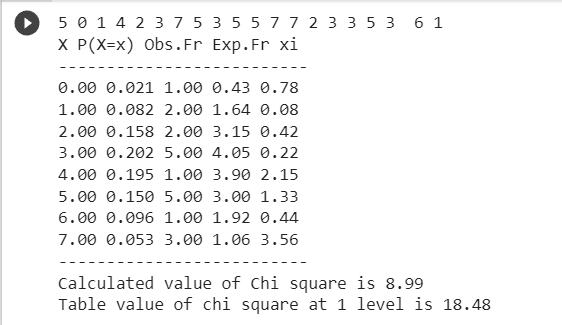 5 0 1 4 2 3 7 5 3 5 5 7 7 2 3 3 5 3  6 1
X P(X=x) Obs.Fr Exp.Fr xi
--------------------------
0.00 0.021 1.00 0.43 0.78
1.00 0.082 2.00 1.64 0.08
2.00 0.158 2.00 3.15 0.42
3.00 0.202 5.00 4.05 0.22
4.00 0.195 1.00 3.90 2.15
5.00 0.150 5.00 3.00 1.33
6.00 0.096 1.00 1.92 0.44
7.00 0.053 3.00 1.06 3.56
--------------------------
Calculated value of Chi square is 8.99
Table value of chi square at 1 level is 18.48